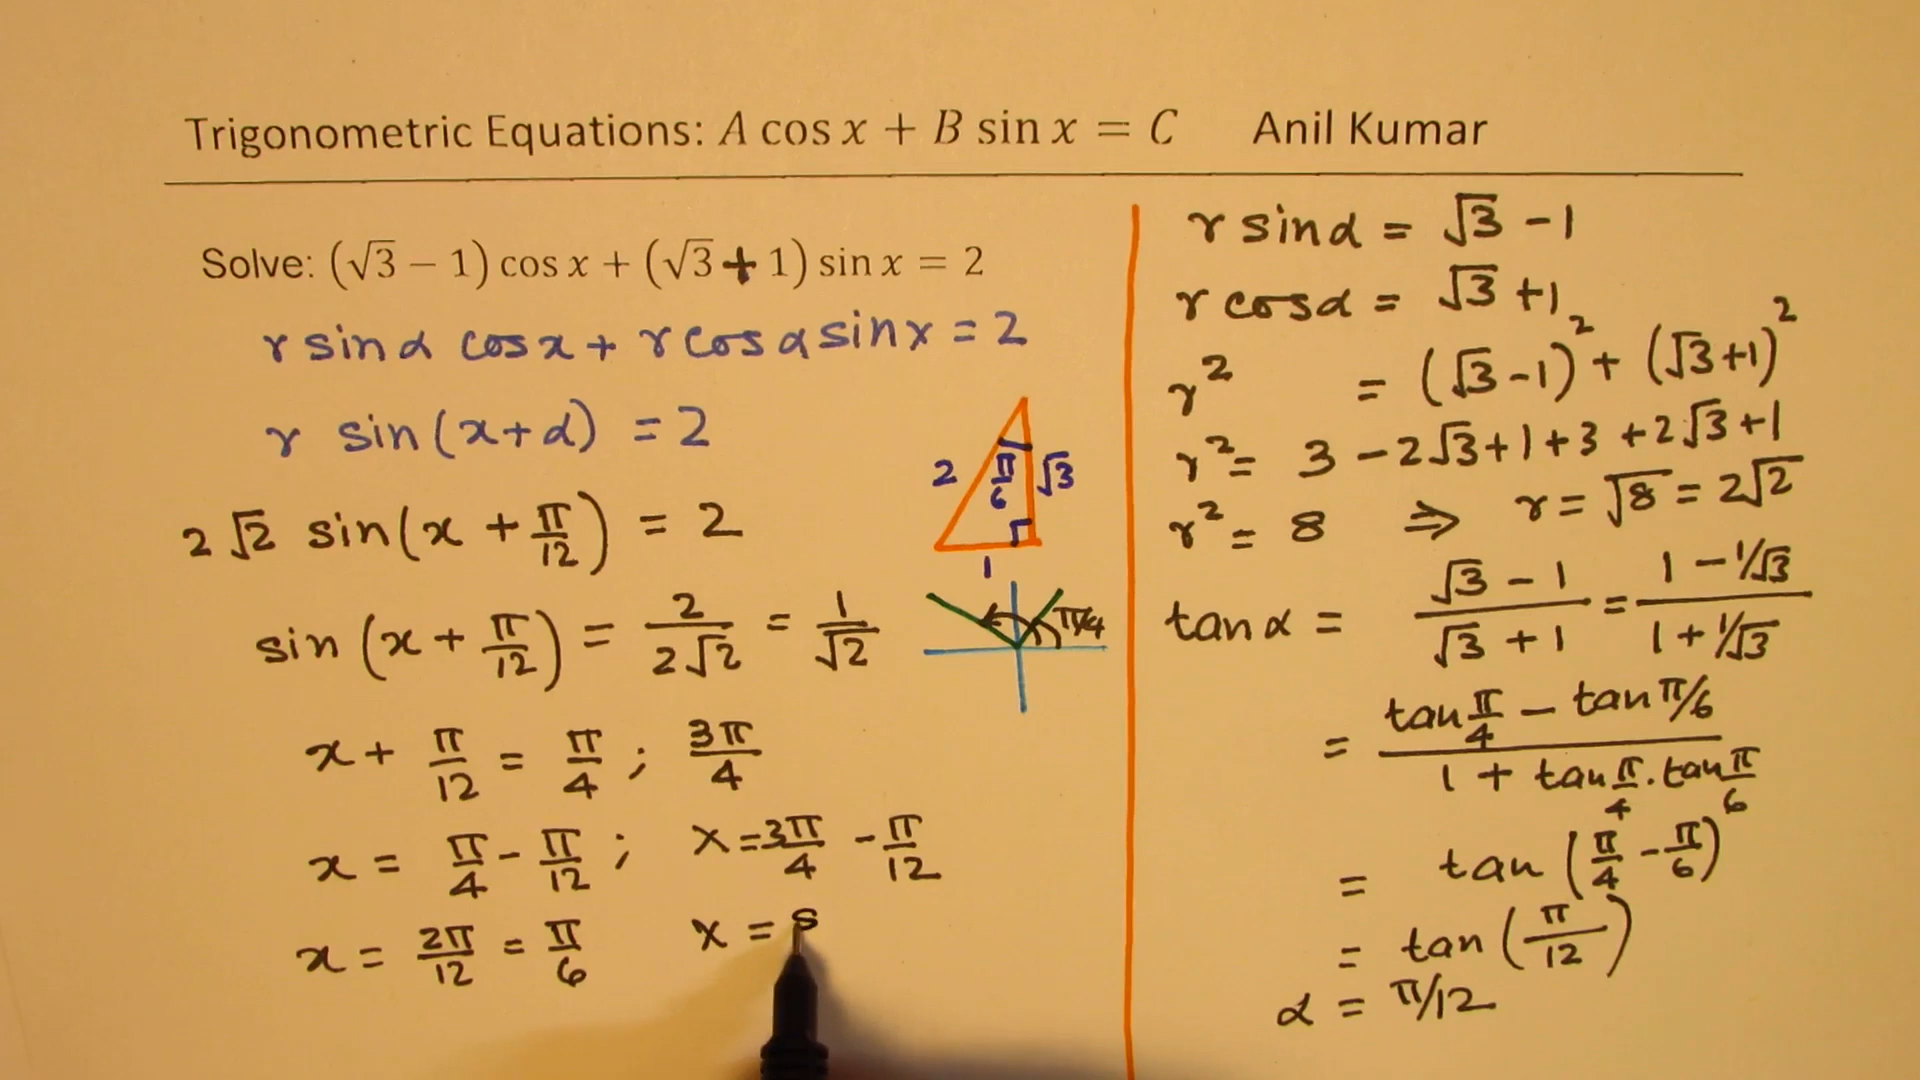 Trigonometric Equations: A cos x + B sin x = C Anil Kumar
Solve: (√3 − 1) cos x + (√3 + 1) sin x = 2
r sin α cos x + r cos α sin x = 2
r sin(x + α) = 2
2√2 sin(x + π/12) = 2
sin(x + π/12) = 2/2√2 = 1/√2
x + π/12 = π/4 ; 3π/4
x = π/4 − π/12 ; x = 3π/4 − π/12
x = 2π/12 = π/6 x =
2 π/6 √3
1
π/4
r sin α = √3 − 1
r cos α = √3 + 1
r² = (√3 − 1)² + (√3 + 1)²
r² = 3 − 2√3 + 1 + 3 + 2√3 + 1
r² = 8 ⇒ r = √8 = 2√2
tan α = √3 − 1/√3 + 1 = 1 − 1/√3/1 + 1/√3
= tan π/4 − tan π/6/1 + tan π/4 . tan π/6
= tan (π/4 − π/6)
= tan (π/12)
α = π/12